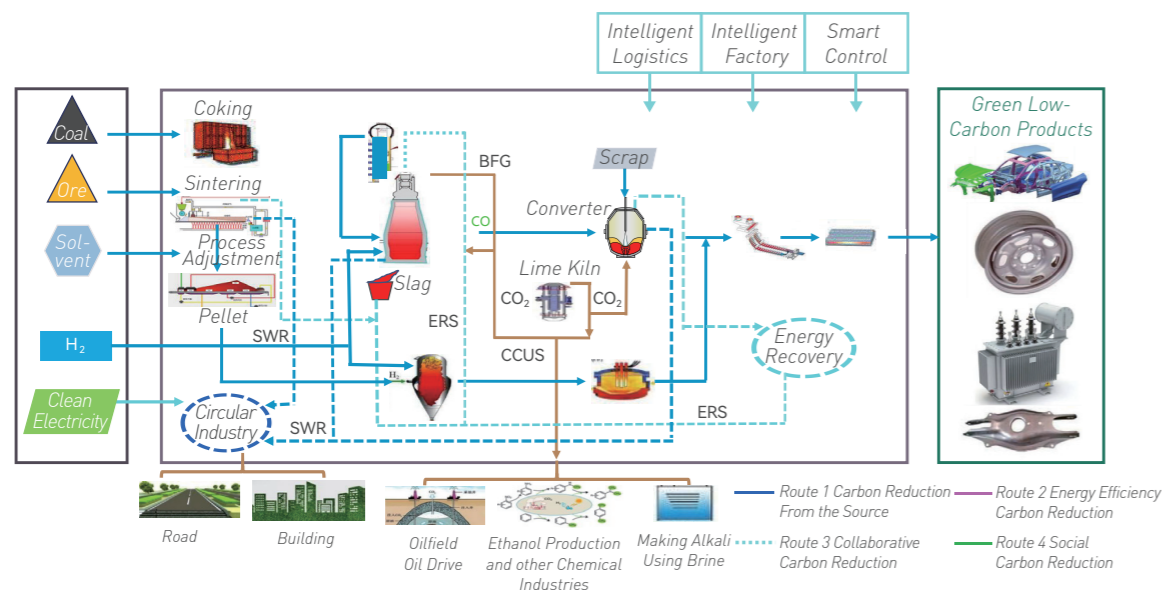 Intelligent
Logistics
Intelligent
Factory
Smart
Control
Coal
Ore
Sol-
vent
H2
Clean
Electricity
Coking
Sintering
Process
Adjustment
Pellet
SWR
Circular
Industry
SWR
BFG
CO
Slag
ERS
H2
Scrap
Converter
Lime Kiln
CO2
CO2
CCUS
Energy
Recovery
ERS
Green Low-
Carbon Products
Road
Building
Oilfield
Oil Drive
Ethanol Production
and other Chemical
Industries
Making Alkali
Using Brine
Route 1 Carbon Reduction
From the Source
Route 2 Energy Efficiency
Carbon Reduction
Route 3 Collaborative
Carbon Reduction
Route 4 Social
Carbon Reduction